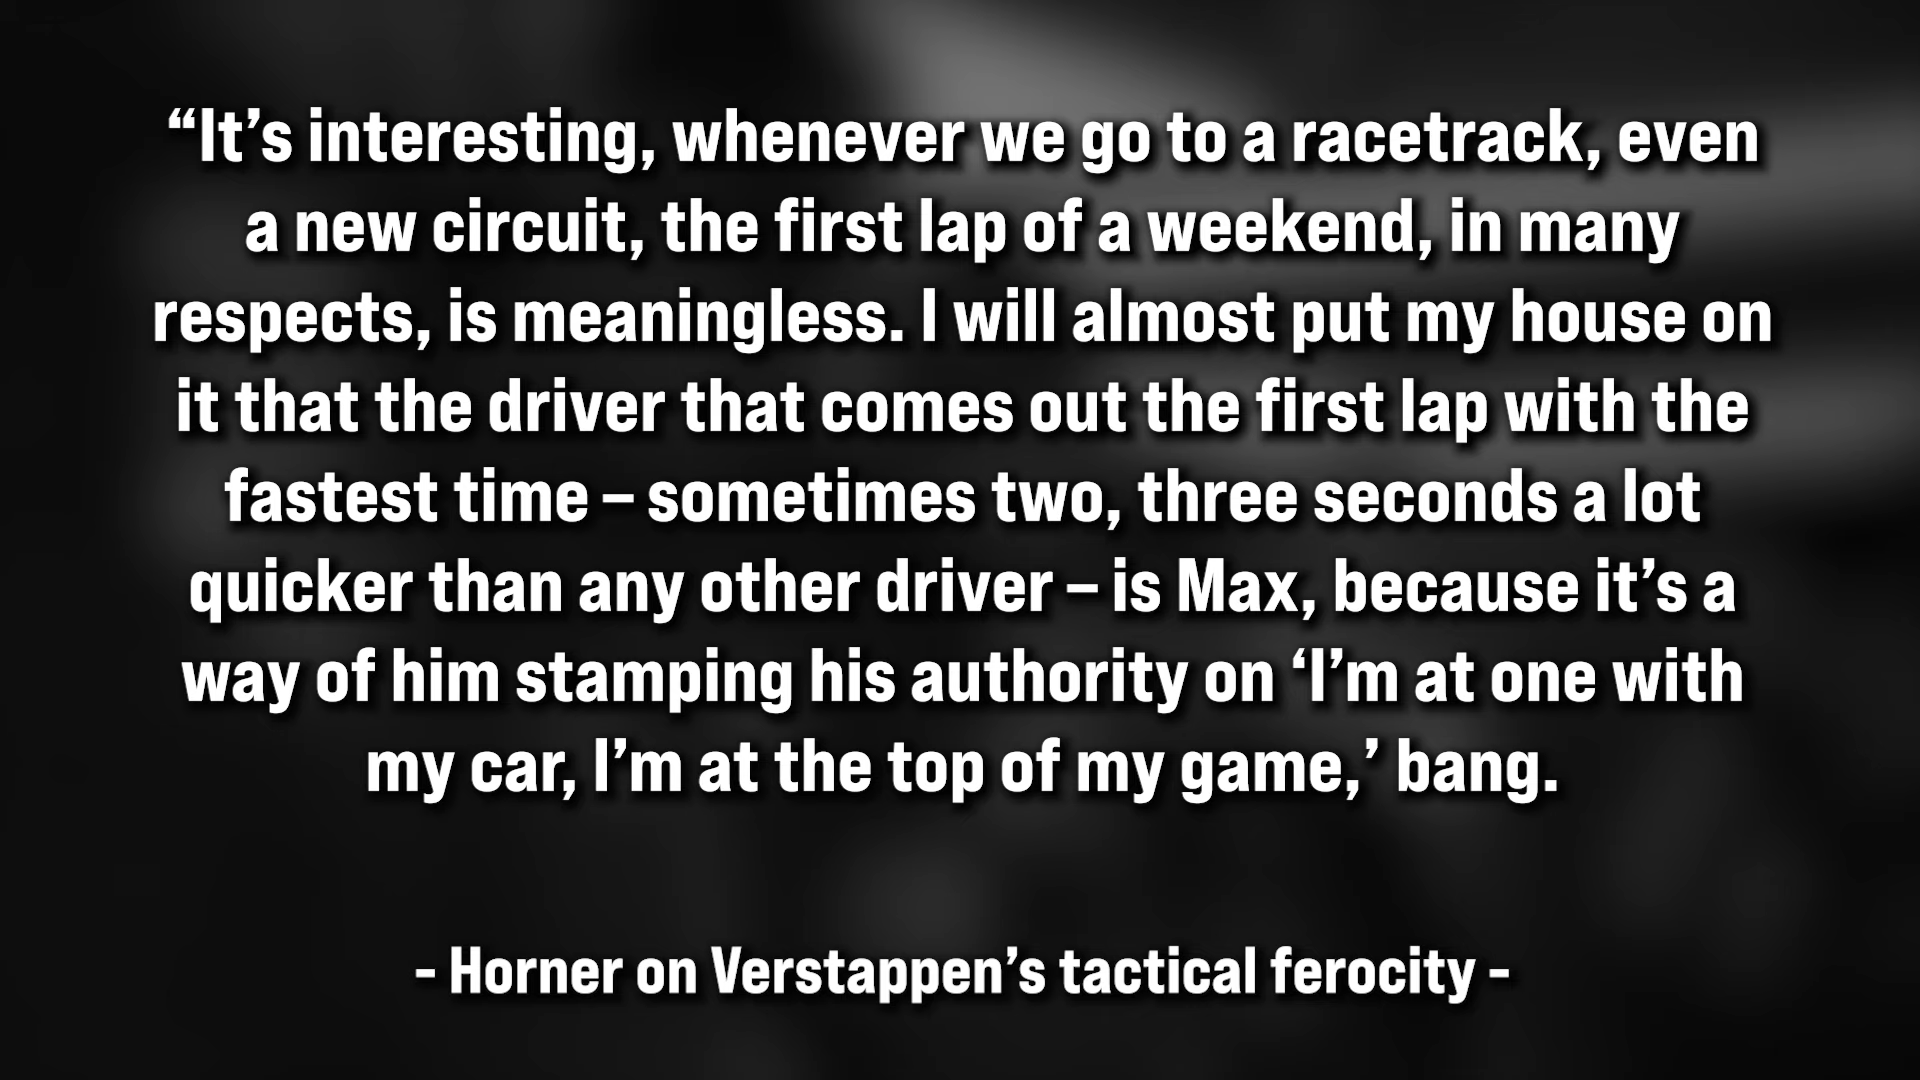 “It’s interesting, whenever we go to a racetrack, even
a new circuit, the first lap of a weekend, in many
respects, is meaningless. I will almost put my house on
it that the driver that comes out the first lap with the
fastest time – sometimes two, three seconds a lot
quicker than any other driver – is Max, because it’s a
way of him stamping his authority on ‘I’m at one with
my car, I’m at the top of my game,’ bang.
- Horner on Verstappen’s tactical ferocity -